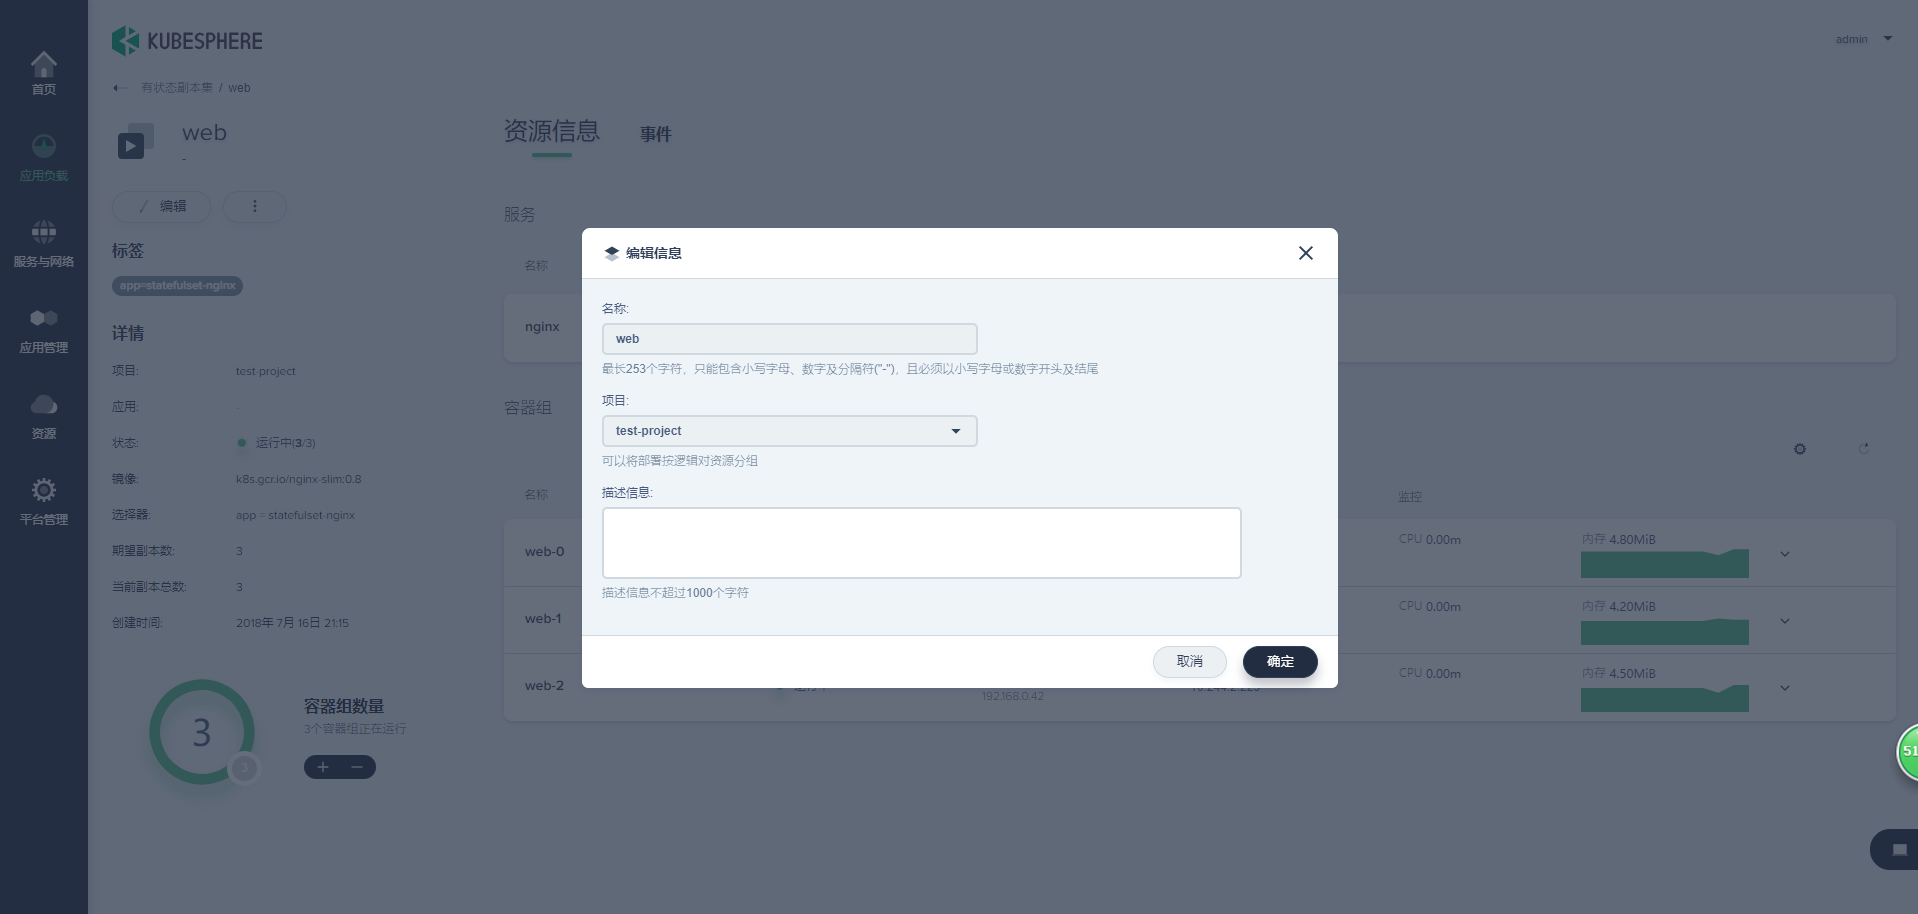 KUBESPHERE
admin
首页
应用负载
服务与网络
应用管理
资源
平台管理
有状态副本集 / web
web
-
编辑
标签
app=statefulset-nginx
详情
项目: test-project
应用: -
状态: 运行中(3/3)
镜像: k8s.gcr.io/nginx-slim:0.8
选择器: app = statefulset-nginx
期望副本数: 3
当前副本总数: 3
创建时间: 2018年 7月 16日 21:15
3
3
容器组数量
3个容器组正在运行
资源信息 事件
服务
名称
nginx
容器组
名称 监控
web-0 CPU 0.00m 内存 4.80MiB
web-1 CPU 0.00m 内存 4.20MiB
web-2 192.168.0.42 CPU 0.00m 内存 4.50MiB
编辑信息
名称:
web
最长253个字符，只能包含小写字母、数字及分隔符("-")，且必须以小写字母或数字开头及结尾
项目:
test-project
可以将部署按逻辑对资源分组
描述信息:
描述信息不超过1000个字符
取消 确定
51